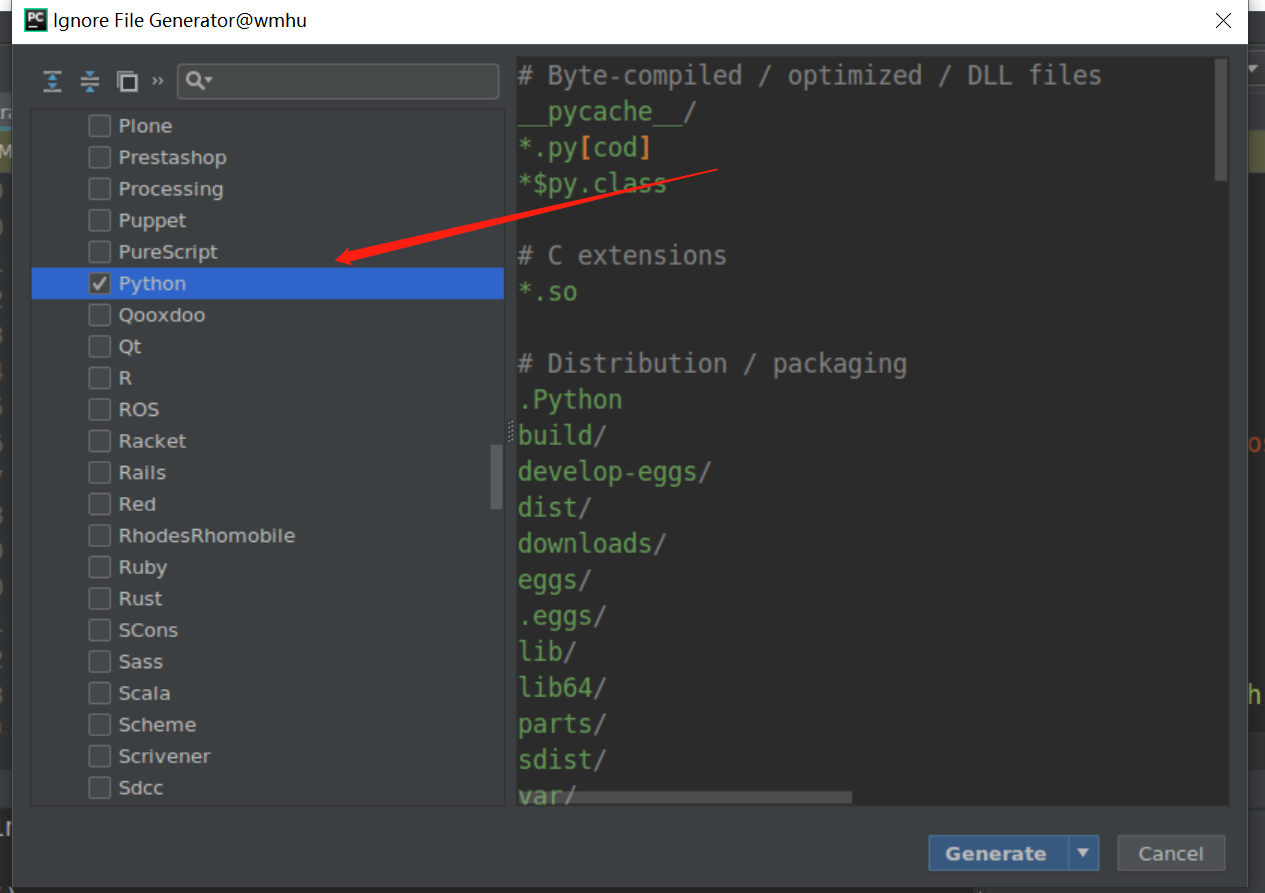 PC
Ignore File Generator@wmhu
»
Plone
Prestashop
Processing
Puppet
PureScript
Python
Qooxdoo
Qt
R
ROS
Racket
Rails
Red
RhodesRhomobile
Ruby
Rust
SCons
Sass
Scala
Scheme
Scrivener
Sdcc
# Byte-compiled / optimized / DLL files
__pycache__/
*.py[cod]
*$py.class
# C extensions
*.so
# Distribution / packaging
.Python
build/
develop-eggs/
dist/
downloads/
eggs/
.eggs/
lib/
lib64/
parts/
sdist/
var/
Generate
Cancel